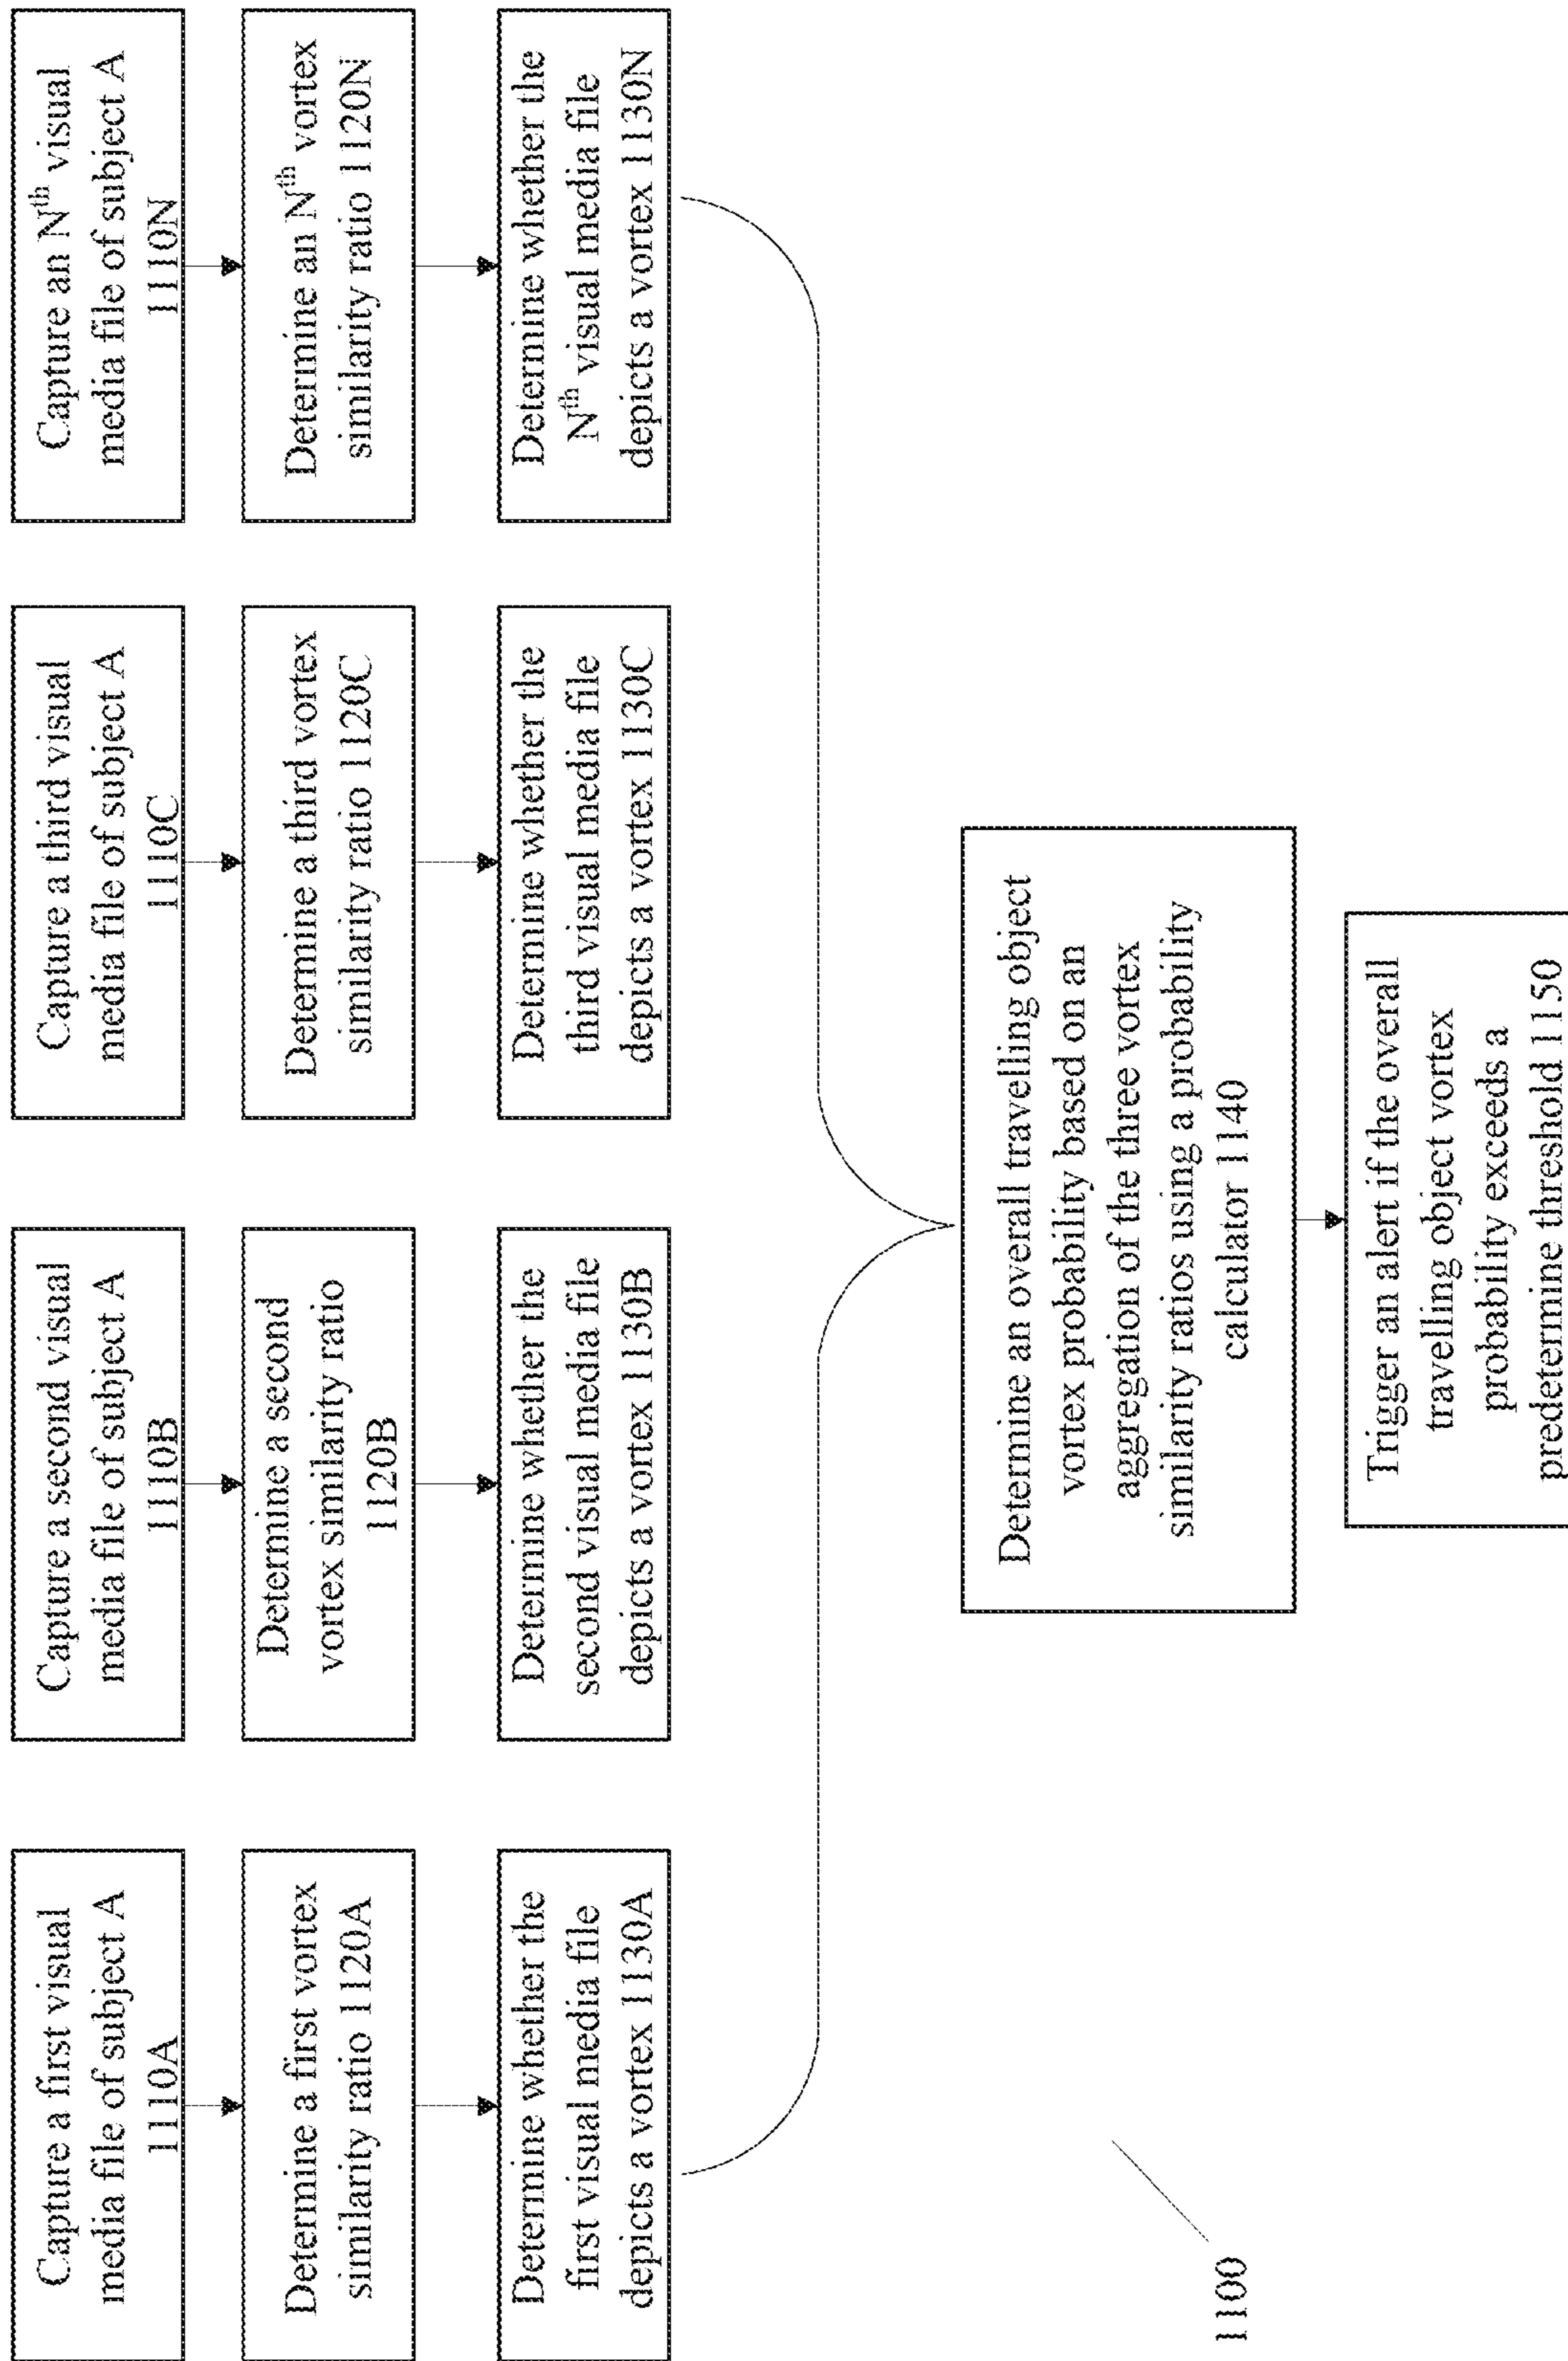 Capture a first visual
media file of subject A
1110A
Determine a first vortex
similarity ratio 1120A
Determine whether the
first visual media file
depicts a vortex 1130A
Capture a second visual
media file of subject A
1110B
Determine a second
vortex similarity ratio
1120B
Determine whether the
second visual media file
depicts a vortex 1130B
Capture a third visual
media file of subject A
1110C
Determine a third vortex
similarity ratio 1120C
Determine whether the
third visual media file
depicts a vortex 1130C
Capture an Nth visual
media file of subject A
1110N
Determine an Nth vortex
similarity ratio 1120N
Determine whether the
Nth visual media file
depicts a vortex 1130N
Determine an overall travelling object
vortex probability based on an
aggregation of the three vortex
similarity ratios using a probability
calculator 1140
Trigger an alert if the overall
travelling object vortex
probability exceeds a
predetermine threshold 1150
1100